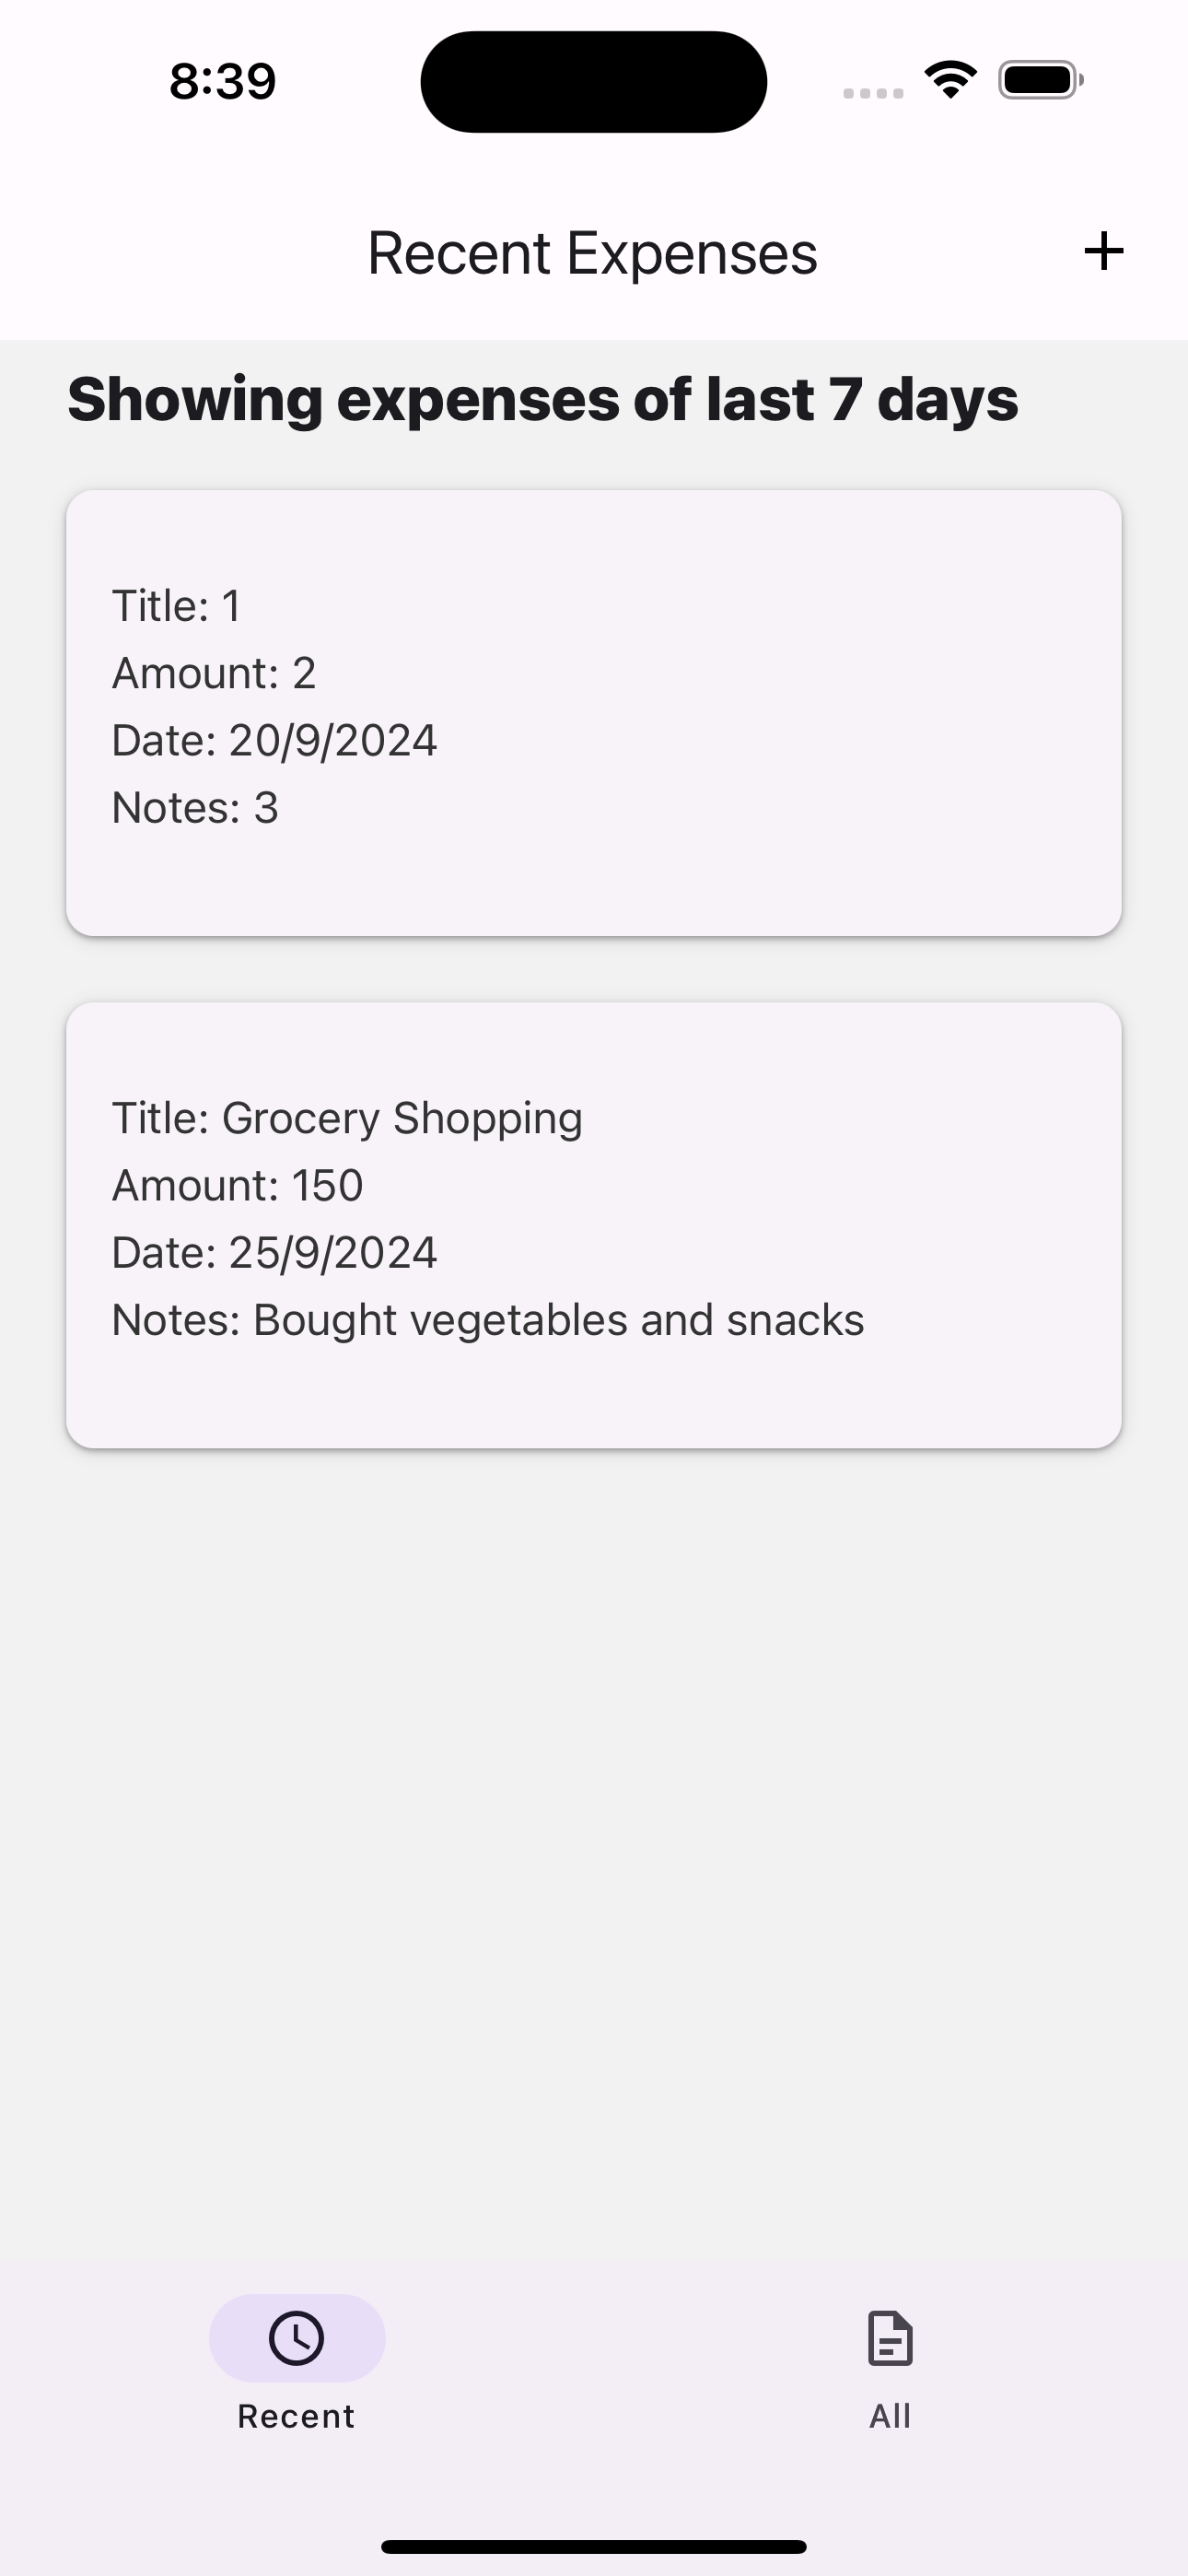 8:39
Recent Expenses
Showing expenses of last 7 days
Title: 1
Amount: 2
Date: 20/9/2024
Notes: 3
Title: Grocery Shopping
Amount: 150
Date: 25/9/2024
Notes: Bought vegetables and snacks
Recent
All